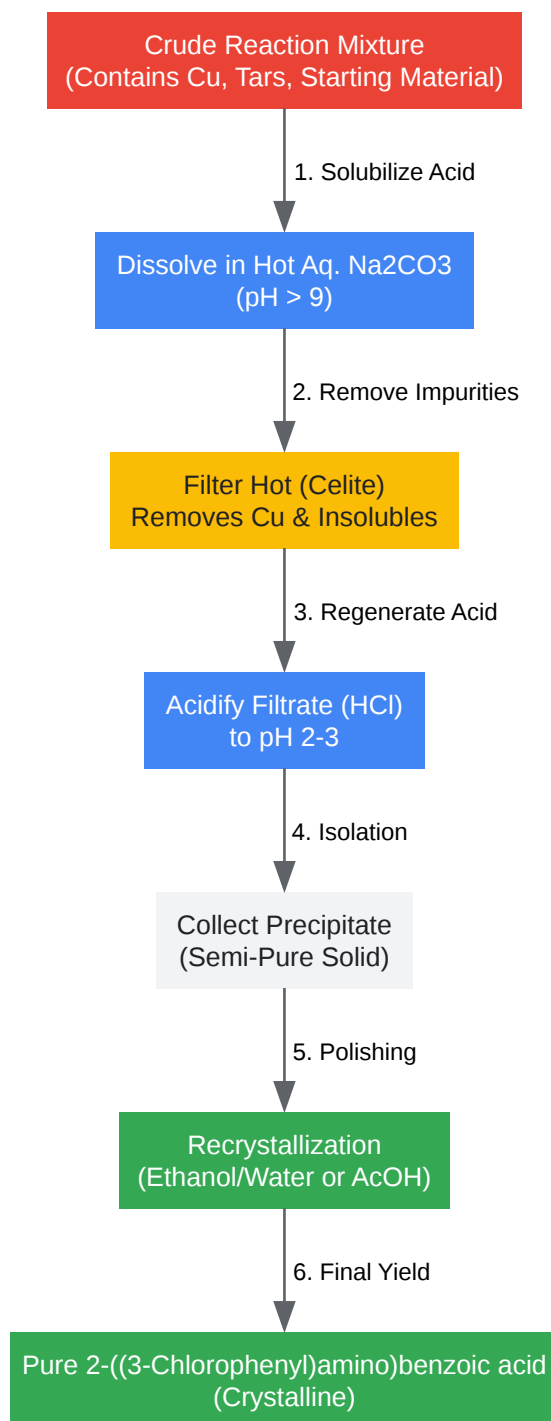 Crude Reaction Mixture
(Contains Cu, Tars, Starting Material)
1. Solubilize Acid
Dissolve in Hot Aq. Na2CO3
(pH > 9)
2. Remove Impurities
Filter Hot (Celite)
Removes Cu & Insolubles
3. Regenerate Acid
Acidify Filtrate (HCl)
to pH 2-3
4. Isolation
Collect Precipitate
(Semi-Pure Solid)
5. Polishing
Recrystallization
(Ethanol/Water or AcOH)
6. Final Yield
Pure 2-((3-Chlorophenyl)amino)benzoic acid
(Crystalline)